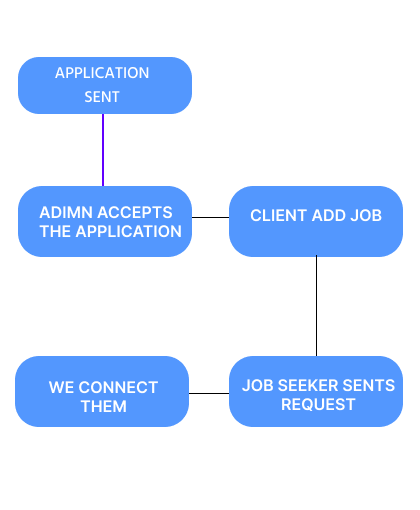 APPLICATION
SENT
ADIMN ACCEPTS
THE APPLICATION
CLIENT ADD JOB
JOB SEEKER SENTS
REQUEST
WE CONNECT
THEM